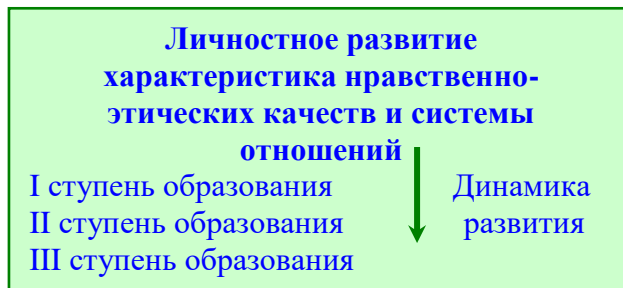 Личностное развитие
характеристика нравственно-
этических качеств и системы
отношений
I ступень образования
II ступень образования
III ступень образования
Динамика
развития